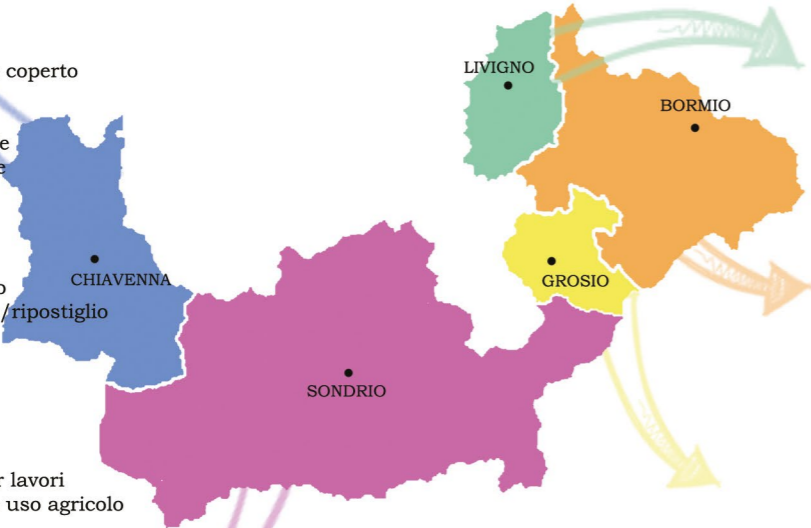 coperto
e
e
CHIAVENNA
o
/ripostiglio
r lavori
uso agricolo
LIVIGNO
BORMIO
GROSIO
SONDRIO